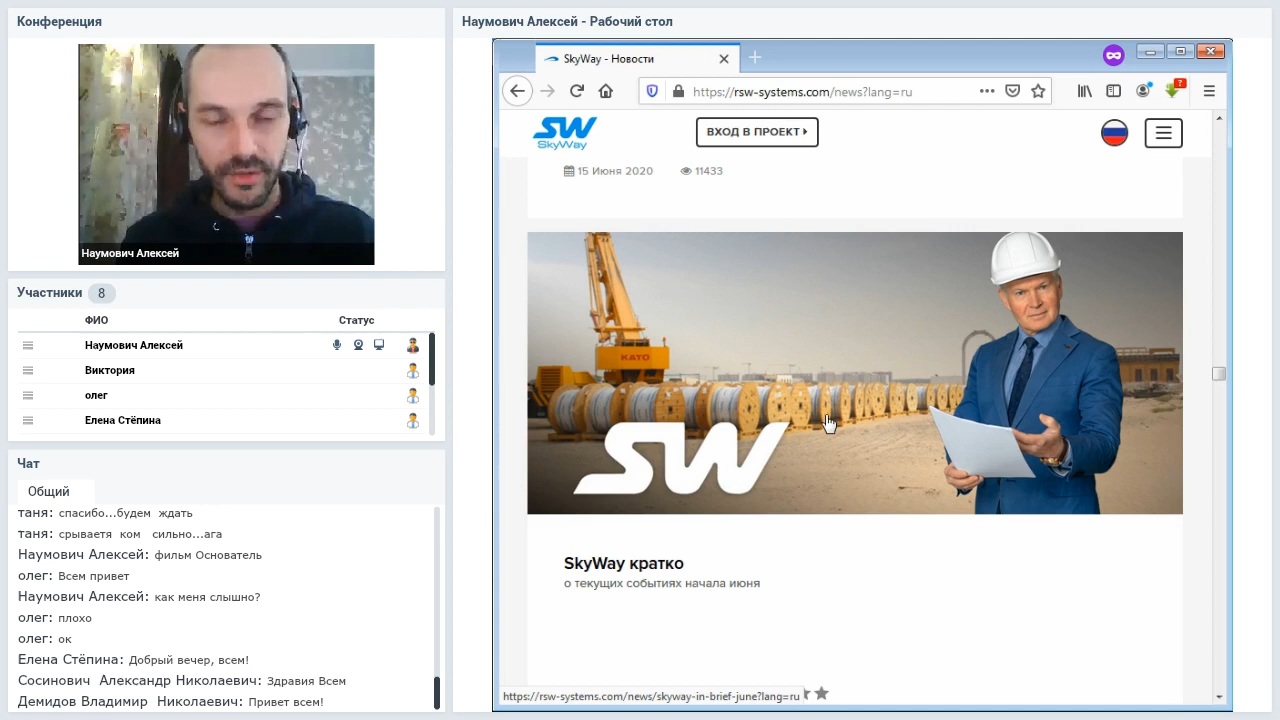 Конференция
Наумович Алексей
Участники 8
ФИО Статус
Наумович Алексей
Виктория
олег
Елена Стёпина
Чат
Общий
таня: спасибо...будем ждать
таня: срываетя ком сильно...ага
Наумович Алексей: фильм Основатель
олег: Всем привет
Наумович Алексей: как меня слышно?
олег: плохо
олег: ок
Елена Стёпина: Добрый вечер, всем!
Сосинович Александр Николаевич: Здравия Всем
Демидов Владимир Николаевич: Привет всем!
Наумович Алексей - Рабочий стол
SkyWay - Новости
https://rsw-systems.com/news?lang=ru
?
SW
SkyWay
ВХОД В ПРОЕКТ
15 Июня 2020 11433
KATO
SW
SkyWay кратко
о текущих событиях начала июня
https://rsw-systems.com/news/skyway-in-brief-june?lang=ru